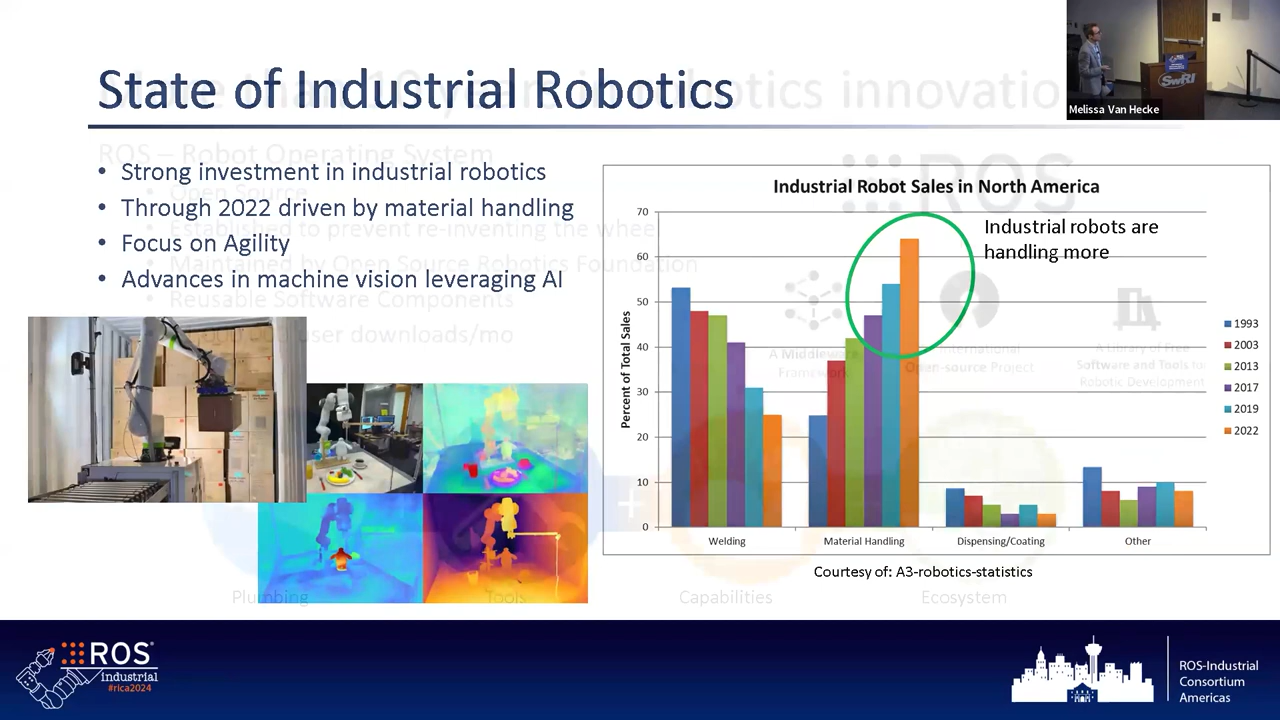 State of Industrial Robotics
ROS – Robot Operating System
• Strong investment in industrial robotics
• Open Source
• Through 2022 driven by material handling
• Established to prevent re-inventing the whee
• Focus on Agility
• Maintained by Open Source Robotics Foundation
• Advances in machine vision leveraging AI
• Reusable Software Components
user downloads/mo
robotics innovatio
SwRI
Melissa Van Hecke
ROS
Industrial Robot Sales in North America
Industrial robots are
handling more
Percent of Total Sales
70
60
50
40
30
20
10
0
Welding
Material Handling
Dispensing/Coating
Other
1993
2003
2013
2017
2019
2022
A Middleware
Framework
International
Open-source Project
A Library of Free
Software and Tools
Robotic Development
+
Courtesy of: A3-robotics-statistics
Plumbing
Tools
Capabilities
Ecosystem
ROS
Industrial
#rica2024
ROS-Industrial
Consortium
Americas